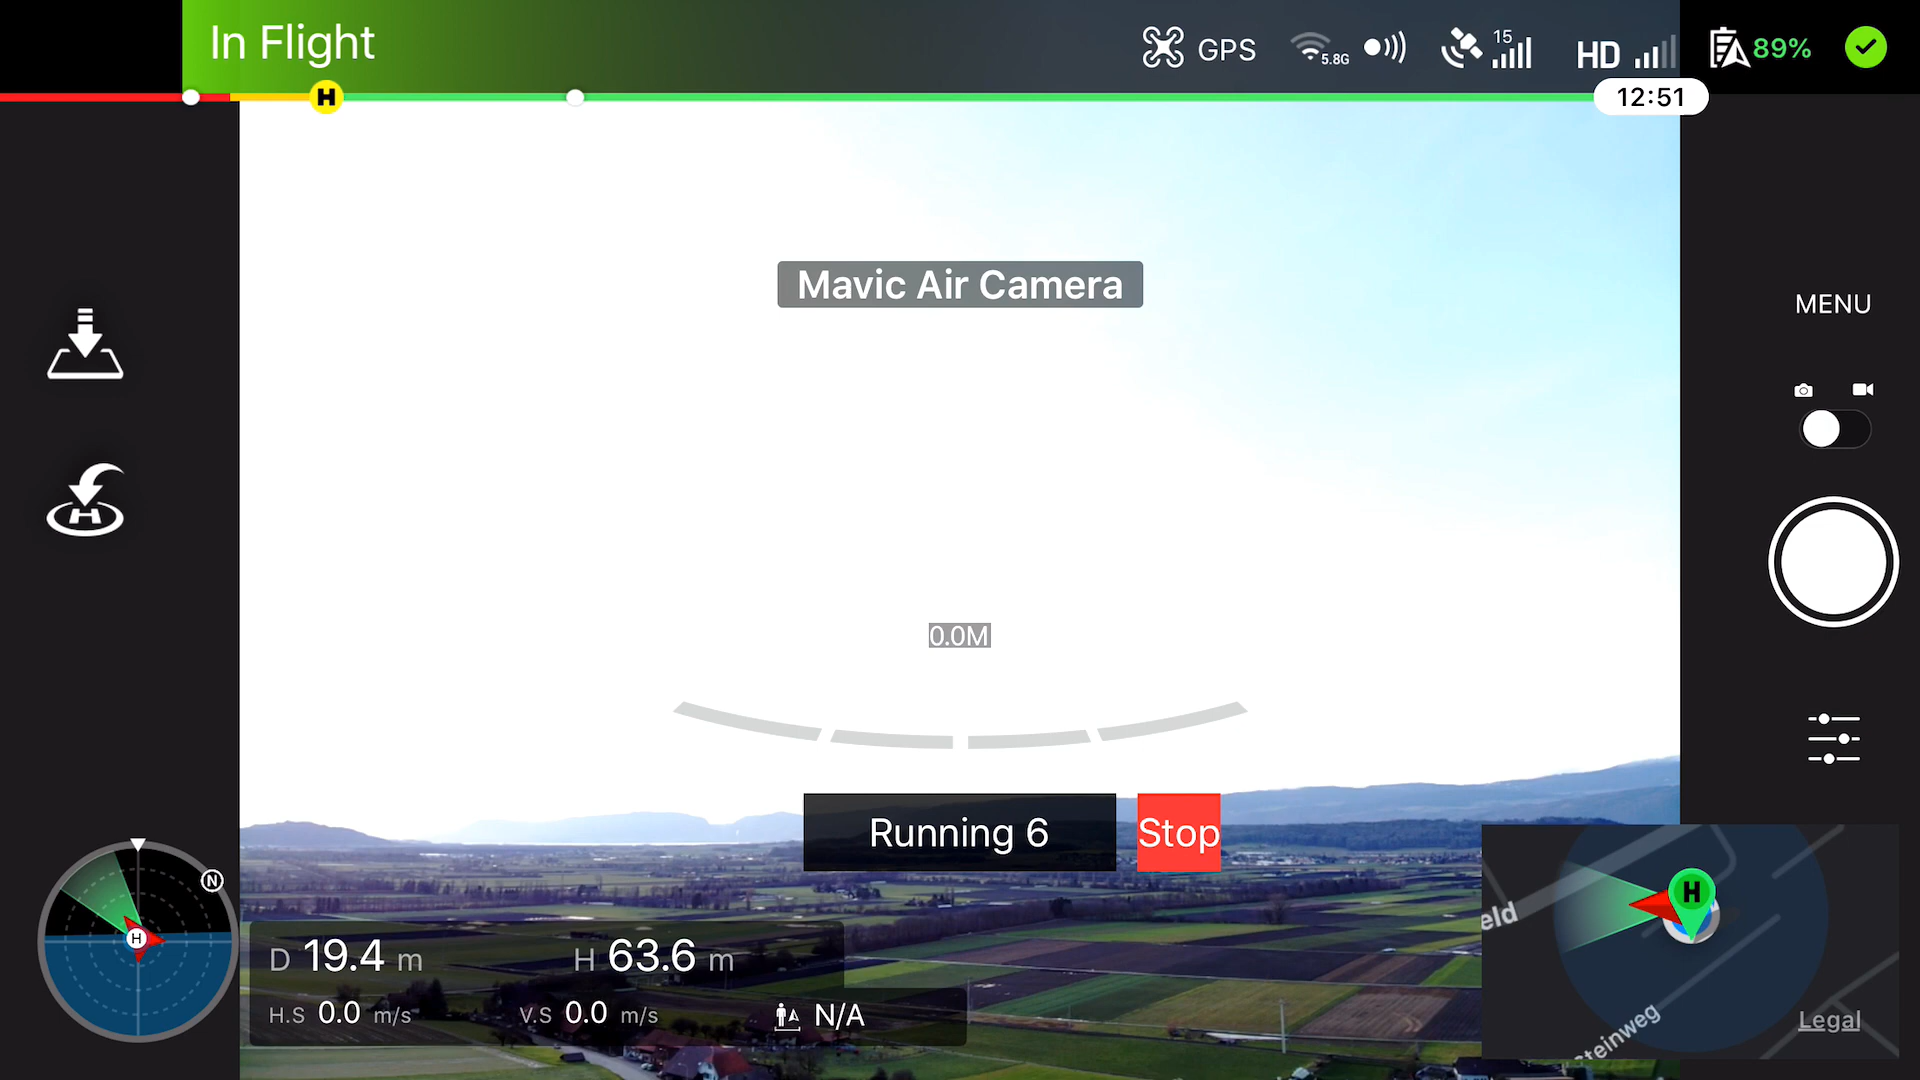 In Flight
GPS
5.8G
15
HD
89%
H
12:51
Mavic Air Camera
MENU
0.0M
Running 6
Stop
N
H
H
eld
D 19.4 m
H 63.6 m
H.S 0.0 m/s
V.S 0.0 m/s
N/A
Steinweg
Legal